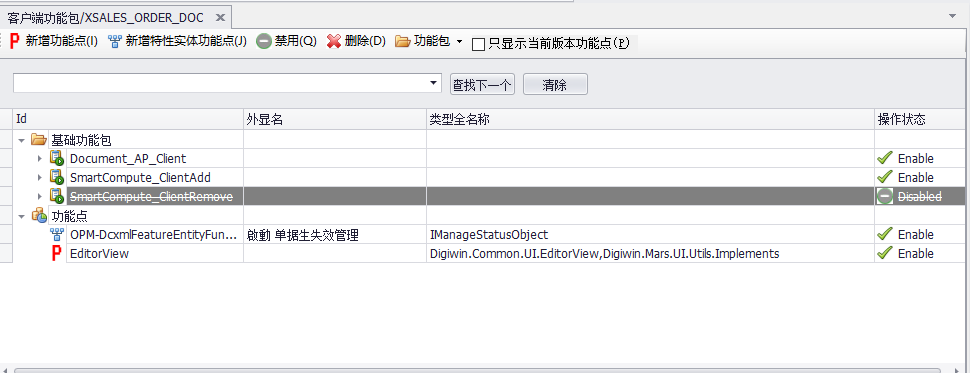 客户端功能包/XSALES_ORDER_DOC
新增功能点(I) 新增特性实体功能点(J) 禁用(Q) 删除(D) 功能包 只显示当前版本功能点(P)
查找下一个 清除
Id 外显名 类型全名称 操作状态
基础功能包
Document_AP_Client Enable
SmartCompute_ClientAdd Enable
SmartCompute_ClientRemove Disabled
功能点
OPM-DcxmlFeatureEntityFun... 啟動 单据生失效管理 IManageStatusObject Enable
EditorView Digiwin.Common.UI.EditorView,Digiwin.Mars.UI.Utils.Implements Enable